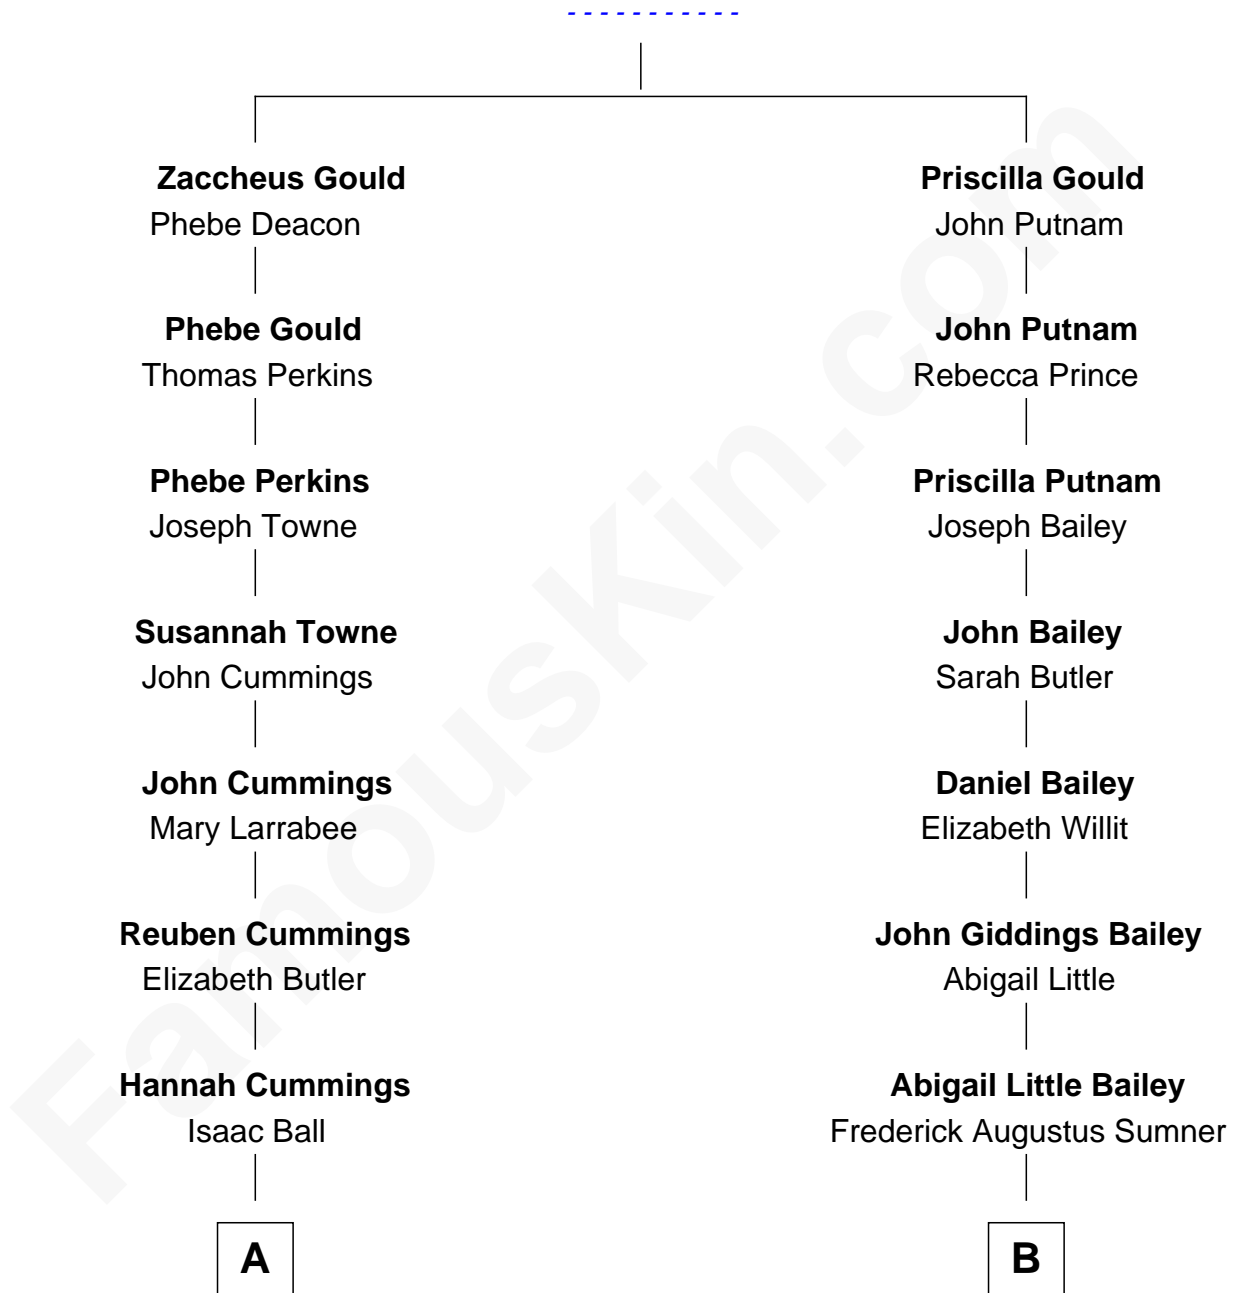 - - - - - - - - - - -
Zaccheus Gould
Phebe Deacon
Phebe Gould
Thomas Perkins
Phebe Perkins
Joseph Towne
Susannah Towne
John Cummings
John Cummings
Mary Larrabee
Reuben Cummings
Elizabeth Butler
Hannah Cummings
Isaac Ball
A
Priscilla Gould
John Putnam
John Putnam
Rebecca Prince
Priscilla Putnam
Joseph Bailey
John Bailey
Sarah Butler
Daniel Bailey
Elizabeth Willit
John Giddings Bailey
Abigail Little
Abigail Little Bailey
Frederick Augustus Sumner
B
FamousKin.com